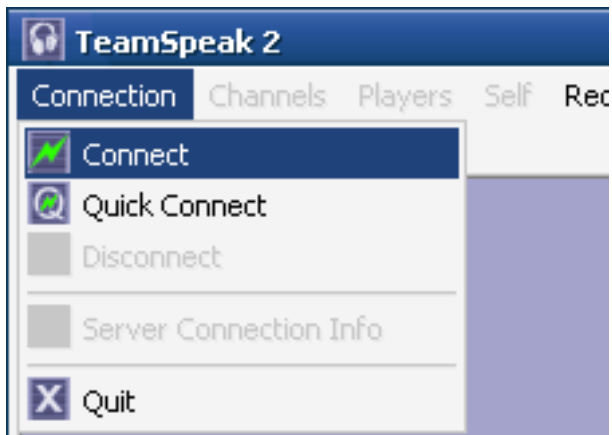 TeamSpeak 2
Connection Channels Players Self
Connect
Quick Connect
Disconnect
Server Connection Info
Quit